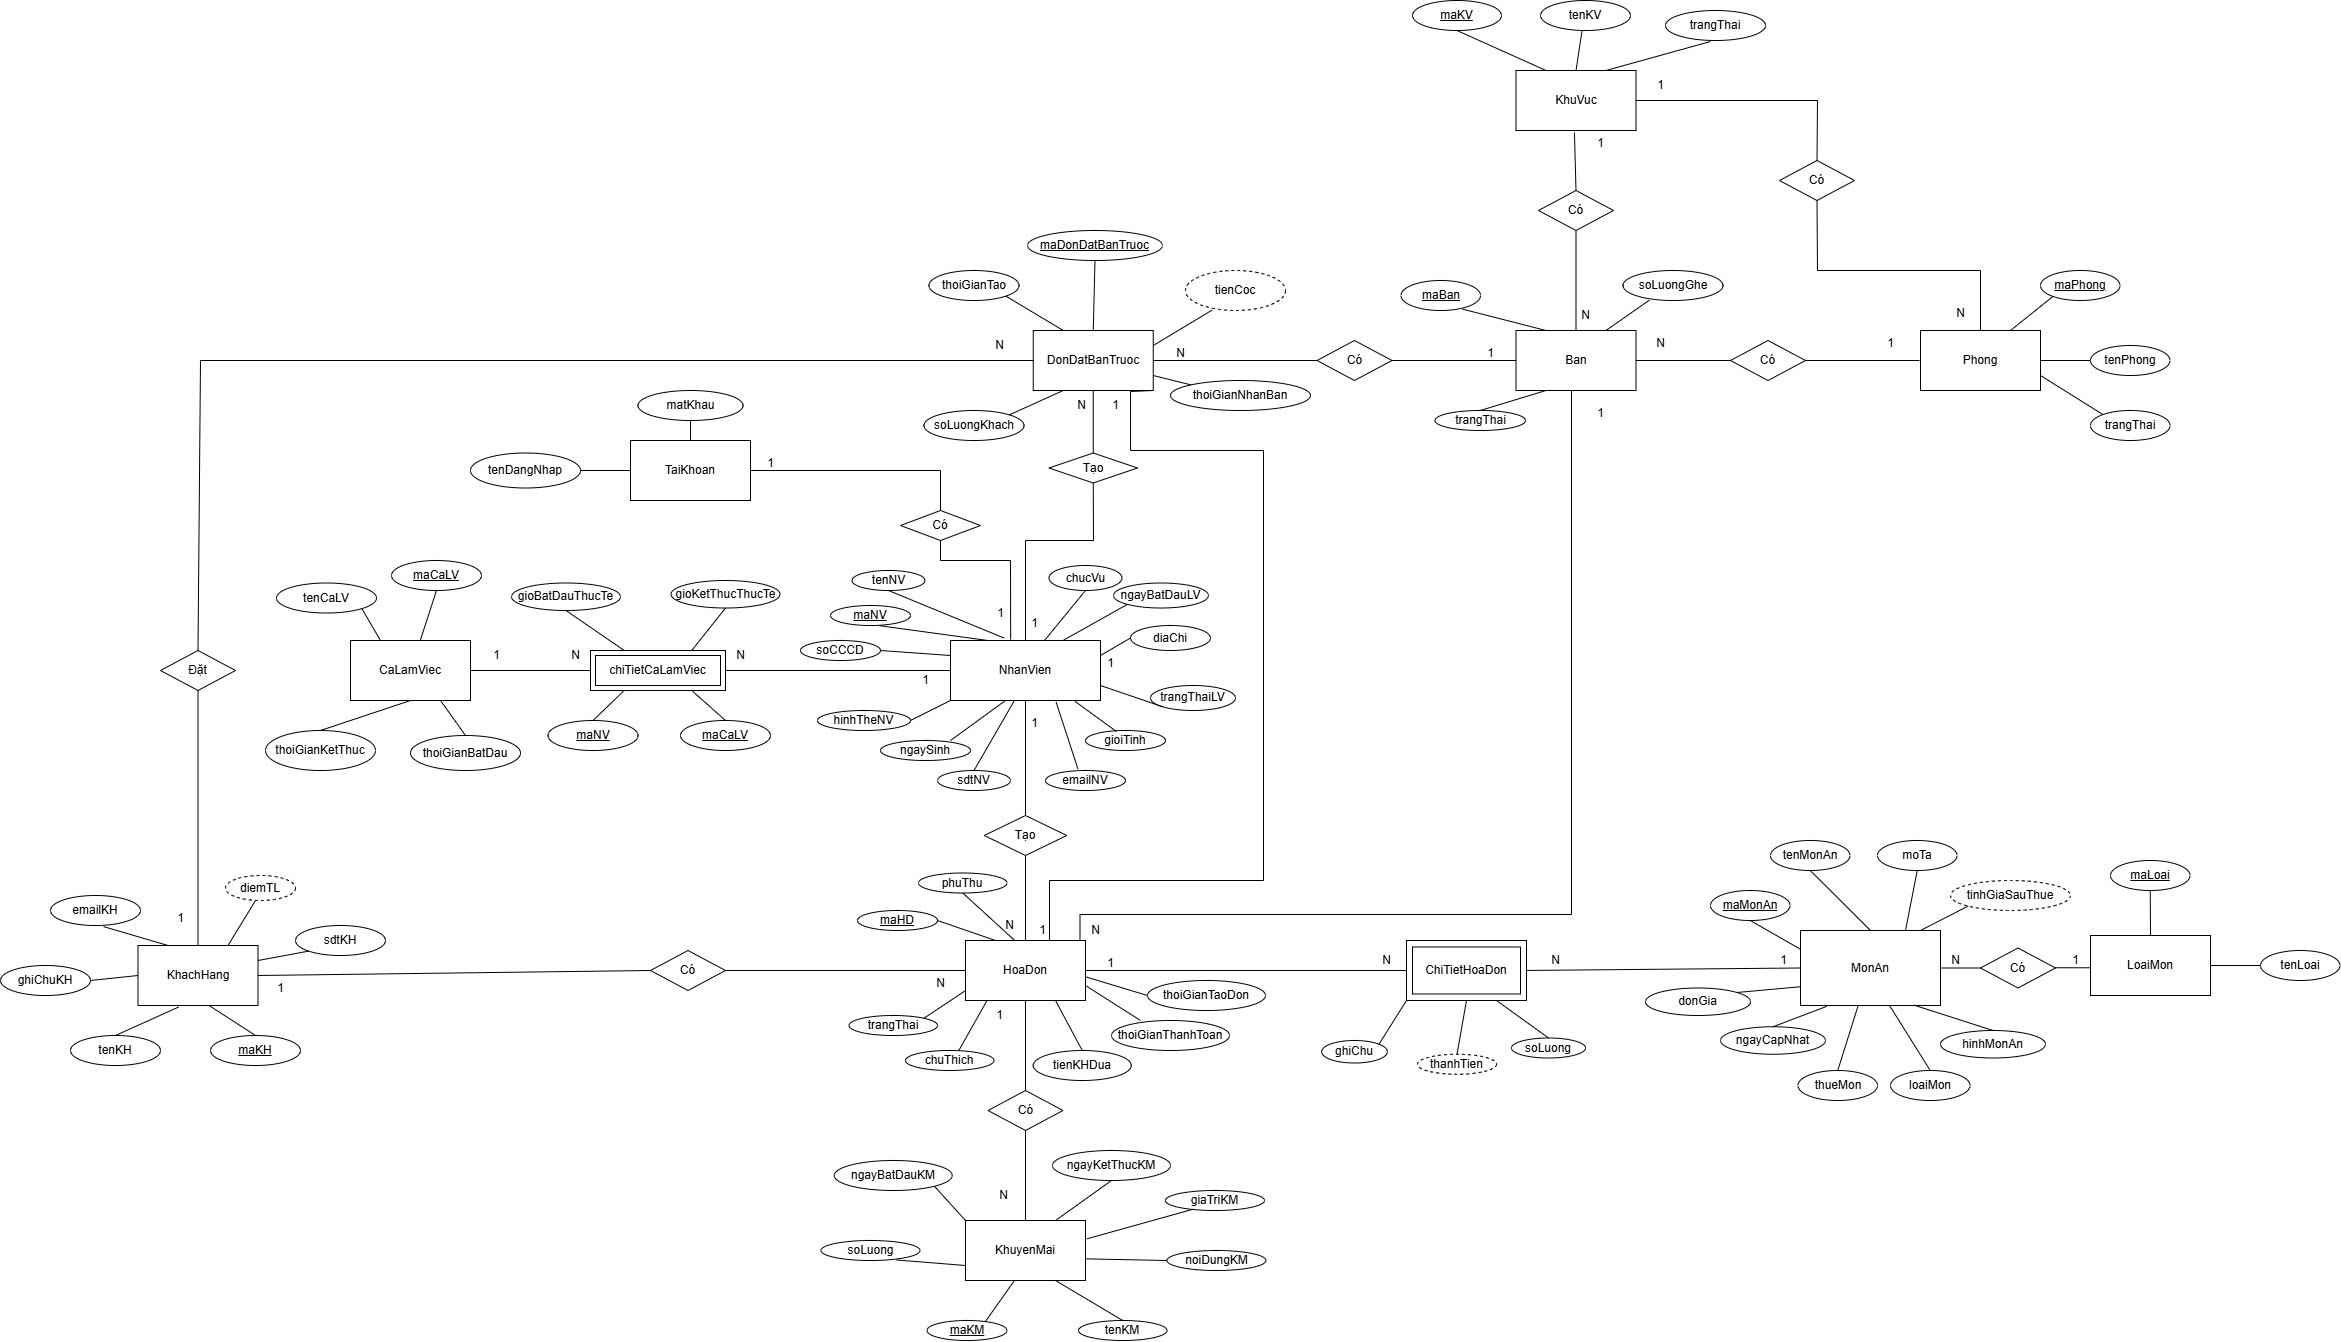 maKV
tenKV
trangThai
KhuVuc
1
1
Có
Có
maDonDatBanTruoc
thoiGianTao
tienCoc
maBan
soLuongGhe
maPhong
N
N
N
DonDatBanTruoc
N
Có
1
Ban
N
Có
1
Phong
tenPhong
thoiGianNhanBan
soLuongKhach
N
1
trangThai
1
trangThai
matKhau
tenDangNhap
TaiKhoan
1
Tạo
Có
tenCaLV
maCaLV
gioBatDauThucTe
gioKetThucThucTe
tenNV
chucVu
maNV
ngayBatDauLV
1
1
soCCCD
diaChi
Đặt
CaLamViec
1
N
chiTietCaLamViec
N
1
NhanVien
1
trangThaiLV
hinhTheNV
thoiGianKetThuc
thoiGianBatDau
maNV
maCaLV
ngaySinh
1
gioiTinh
sdtNV
emailNV
Tạo
emailKH
diemTL
1
sdtKH
phuThu
maHD
N
1
N
tenMonAn
moTa
maMonAn
tinhGiaSauThue
maLoai
ghiChuKH
KhachHang
1
Có
N
HoaDon
1
N
ChiTietHoaDon
N
1
MonAn
N
Có
1
LoaiMon
tenLoai
thoiGianTaoDon
donGia
trangThai
1
thoiGianThanhToan
ngayCapNhat
hinhMonAn
tenKH
maKH
chuThich
tienKHDua
ghiChu
thanhTien
soLuong
thueMon
loaiMon
Có
ngayBatDauKM
ngayKetThucKM
N
giaTriKM
soLuong
KhuyenMai
noiDungKM
maKM
tenKM